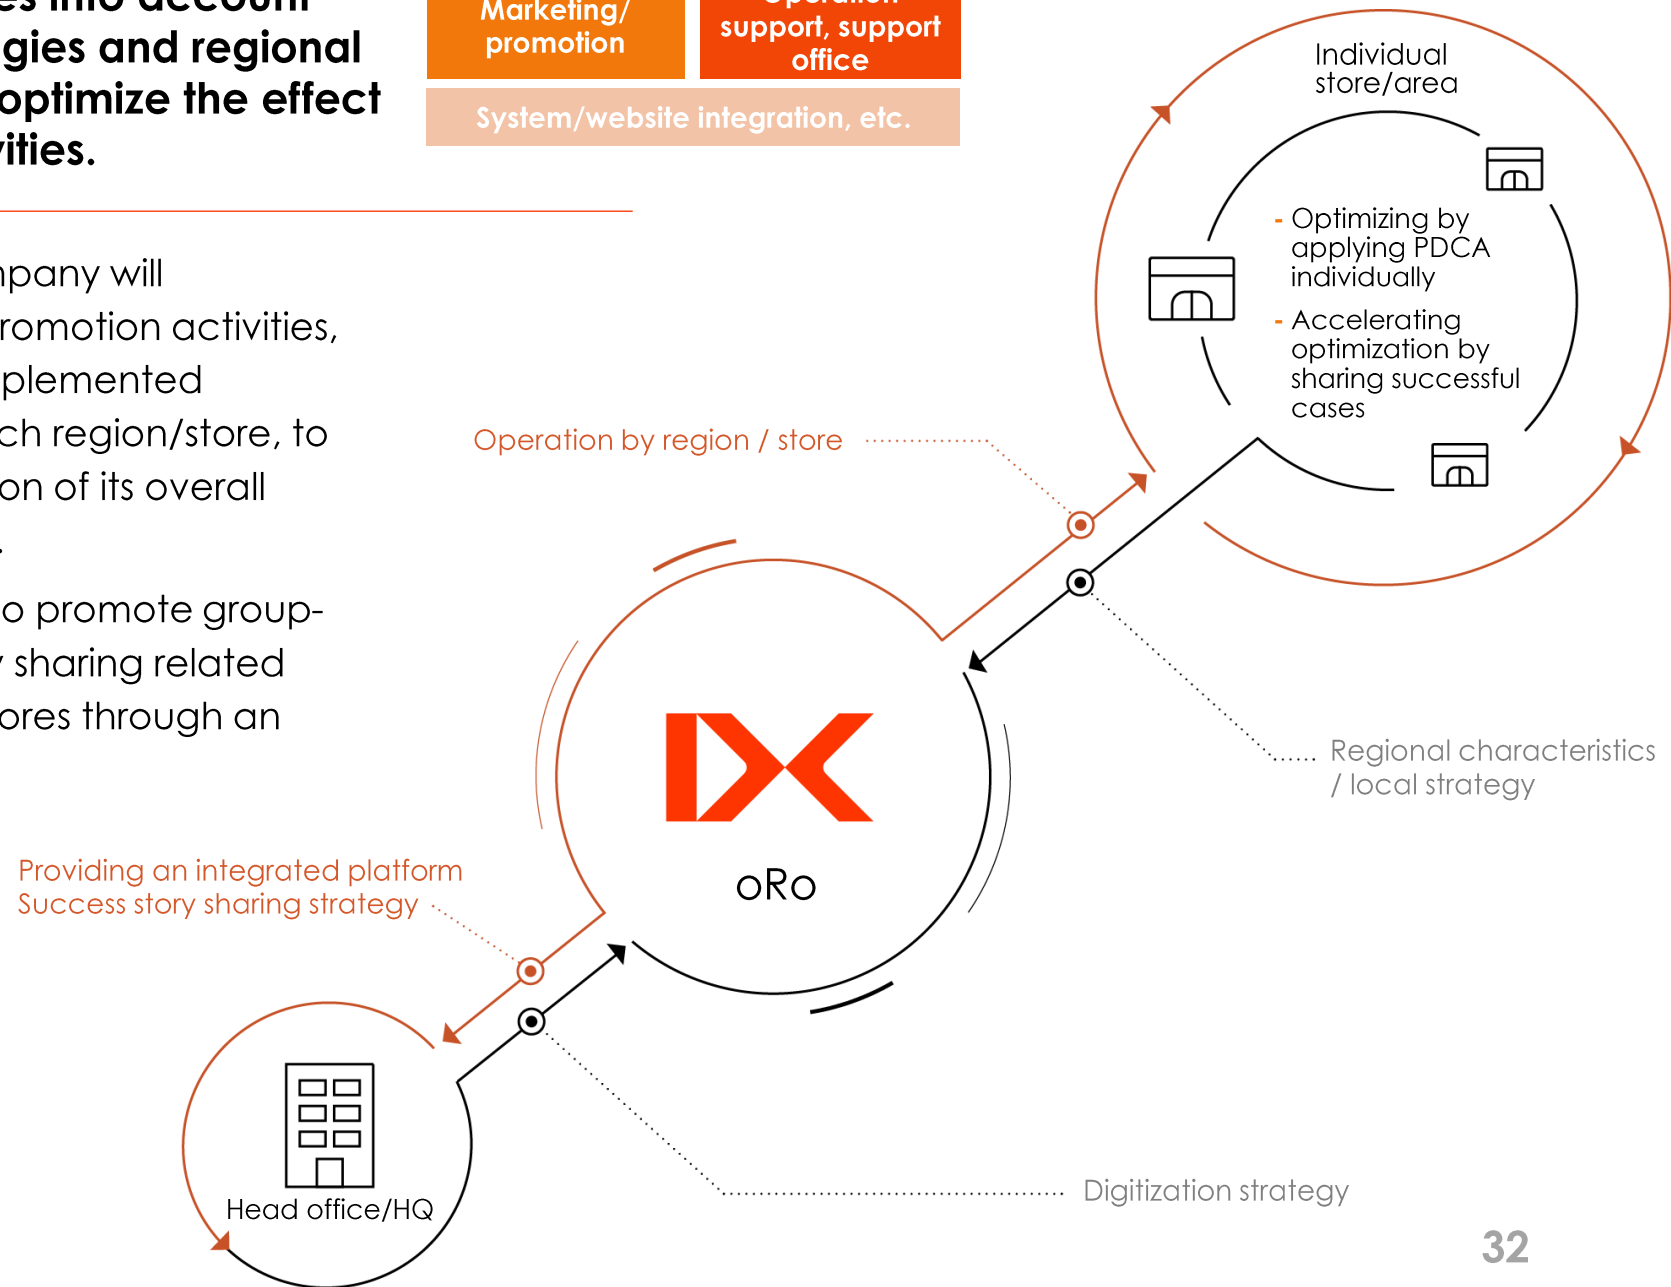 gies and regional
optimize the effect
vities.
Marketing/
promotion
Operation
support, support
office
System/website integration, etc.
Individual
store/area
- Optimizing by
applying PDCA
individually
- Accelerating
optimization by
sharing successful
cases
mpany will
romotion activities,
plemented
ch region/store, to
on of its overall
.
o promote group-
y sharing related
ores through an
Operation by region / store
Regional characteristics
/ local strategy
oRo
Providing an integrated platform
Success story sharing strategy
Head office/HQ
Digitization strategy
32